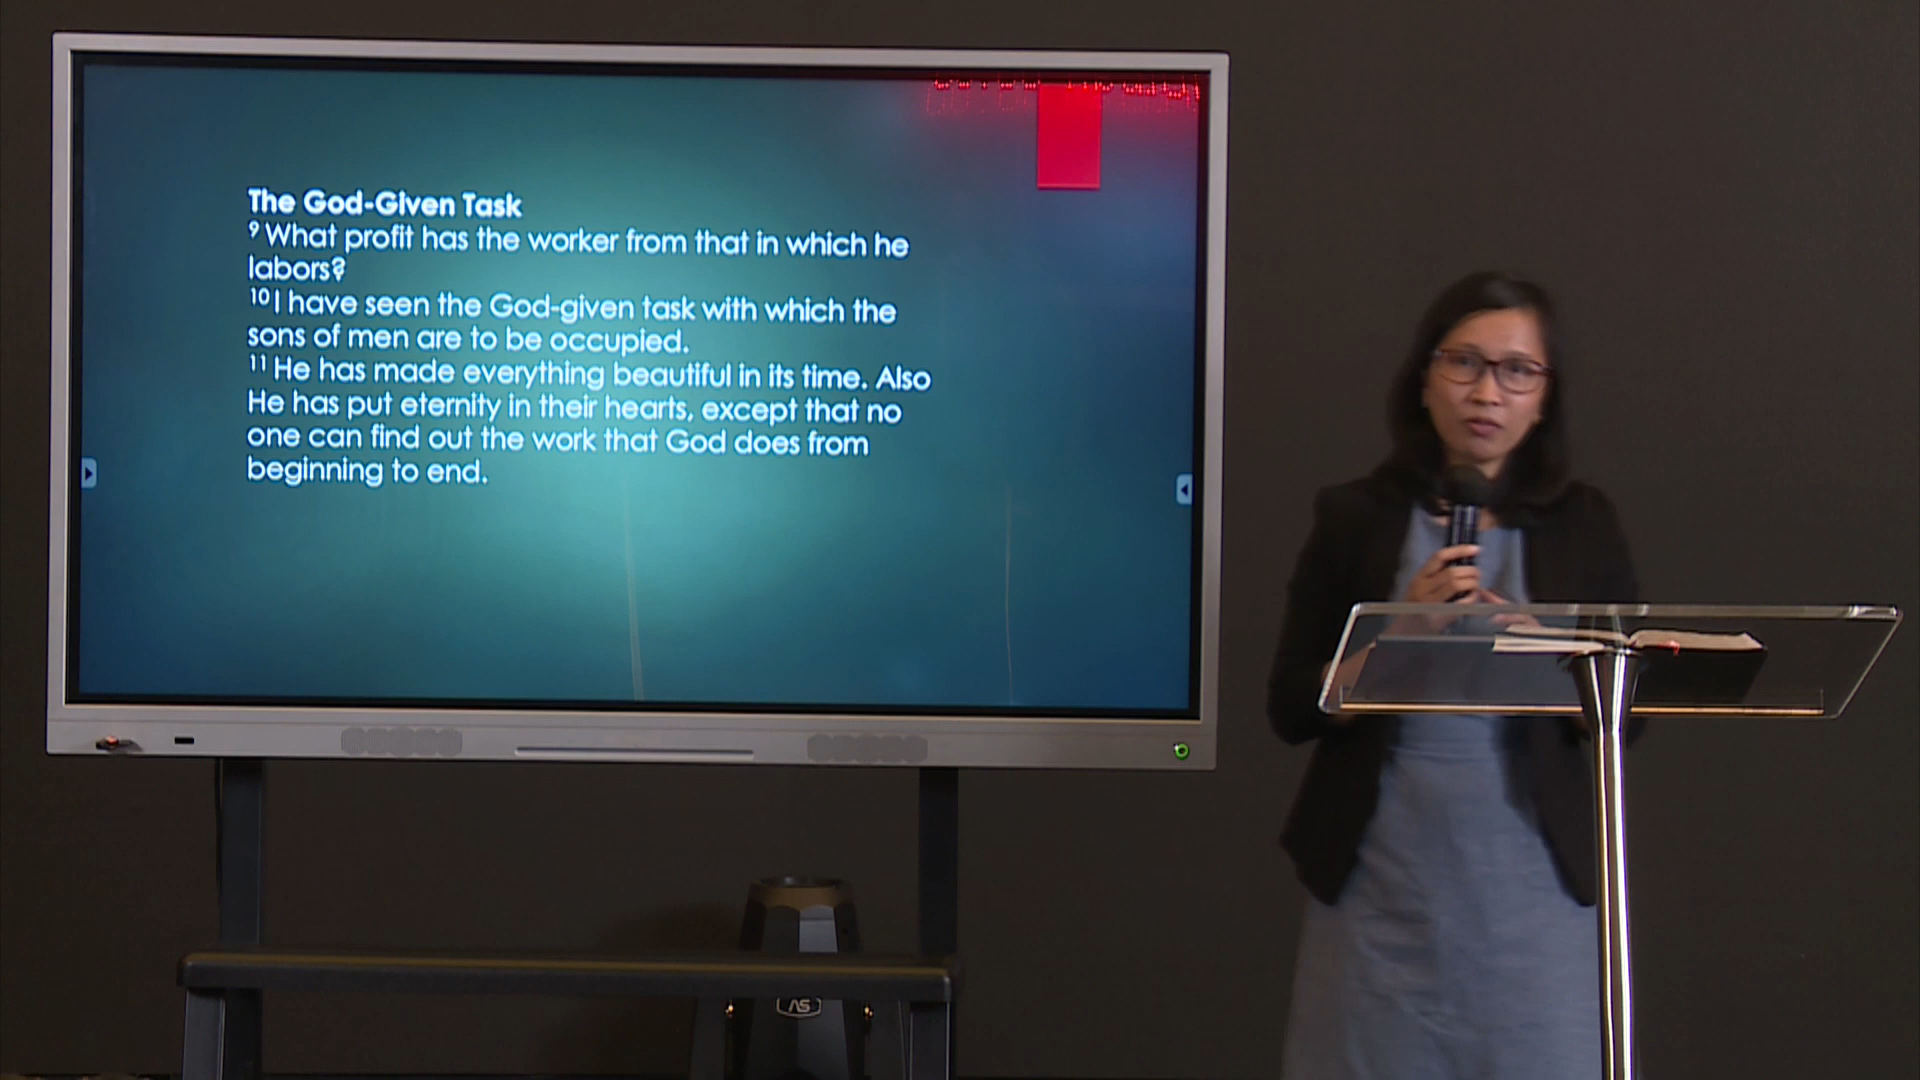 The God-Given Task
⁹ What profit has the worker from that in which he
labors?
¹⁰ I have seen the God-given task with which the
sons of men are to be occupied.
¹¹ He has made everything beautiful in its time. Also
He has put eternity in their hearts, except that no
one can find out the work that God does from
beginning to end.
AS